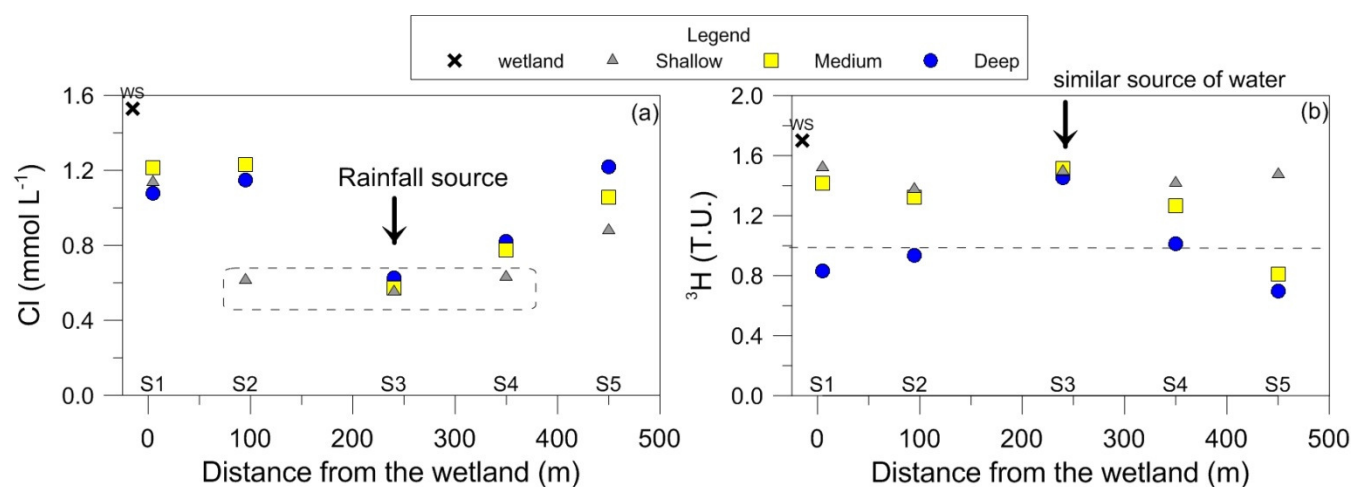 Legend
wetland Shallow Medium Deep
similar source of water
1.6 WS (a)
1.2
Cl (mmol L⁻¹)
Rainfall source
0.8
0.4
0.0
S1 S2 S3 S4 S5
0 100 200 300 400 500
Distance from the wetland (m)
2.0 (b)
WS
1.6
³H (T.U.)
1.2
0.8
0.4
0.0
S1 S2 S3 S4 S5
0 100 200 300 400 500
Distance from the wetland (m)